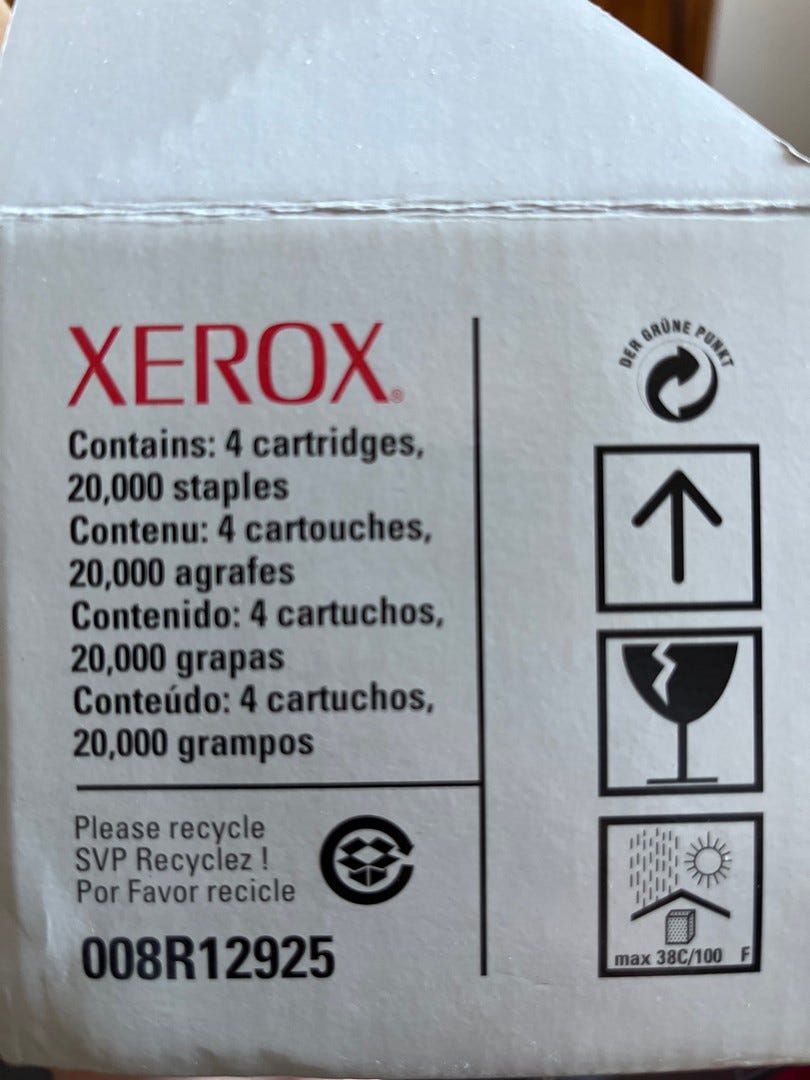 XEROX®
Contains: 4 cartridges,
20,000 staples
Contenu: 4 cartouches,
20,000 agrafes
Contenido: 4 cartuchos,
20,000 grapas
Conteúdo: 4 cartuchos,
20,000 grampos
Please recycle
SVP Recyclez !
Por Favor recicle
008R12925
DER GRÜNE PUNKT
max 38C/100 F